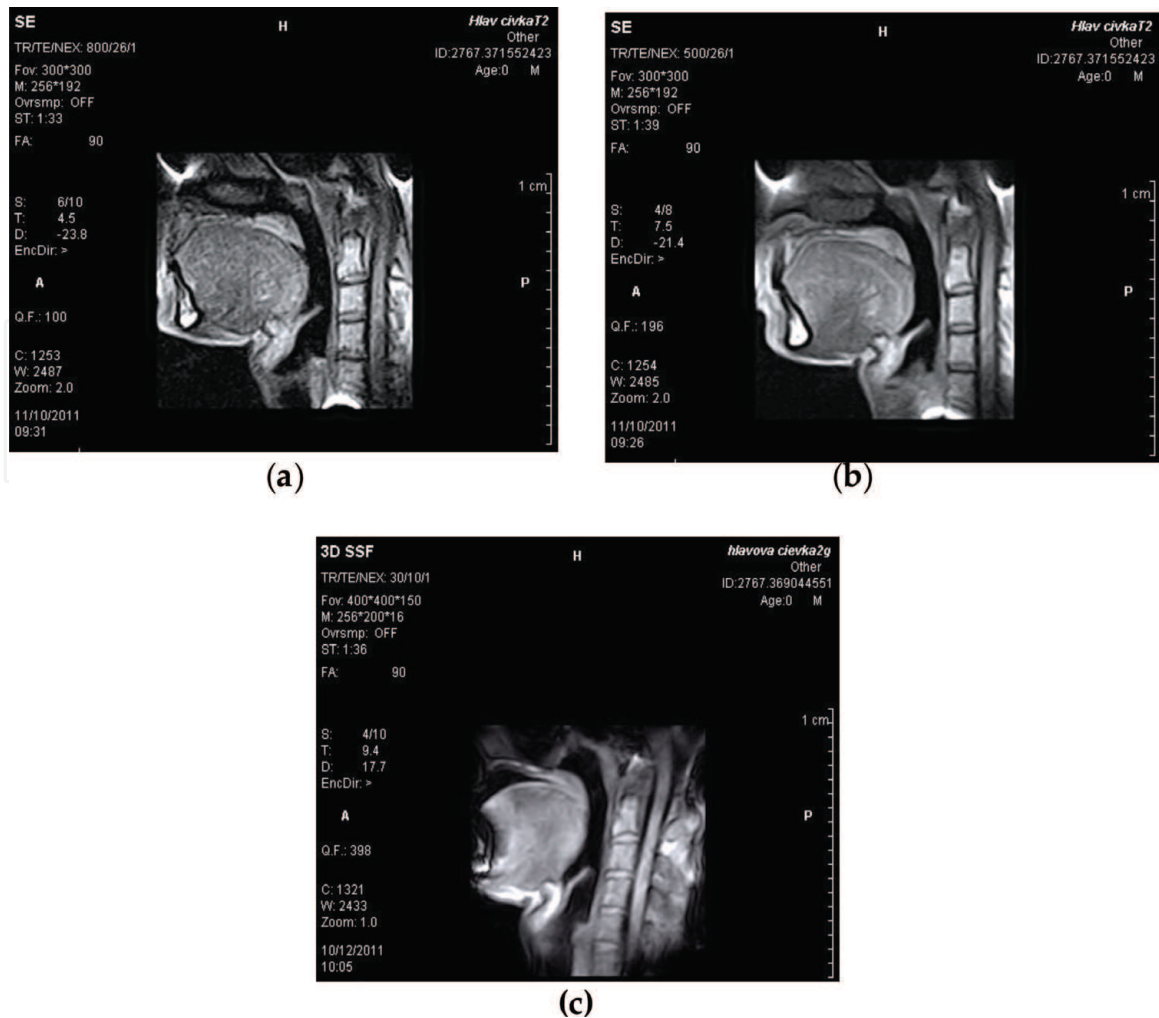 SE
H
Hlav civkaT2
Other
TR/TE/NEX: 800/26/1
ID:2767.371552423
Age:0 M
Fov: 300*300
M: 256*192
Ovrsmp: OFF
ST: 1:33
FA: 90
1 cm
S: 6/10
T: 4.5
D: -23.8
EncDir: >
A
P
Q.F.: 100
C: 1253
W: 2487
Zoom: 2.0
11/10/2011
09:31
(a)
SE
H
Hlav civkaT2
Other
TR/TE/NEX: 500/26/1
ID:2767.371552423
Age:0 M
Fov: 300*300
M: 256*192
Ovrsmp: OFF
ST: 1:39
FA: 90
1 cm
S: 4/8
T: 7.5
D: -21.4
EncDir: >
A
P
Q.F.: 196
C: 1254
W: 2485
Zoom: 2.0
11/10/2011
09:26
(b)
3D SSF
H
hlavova cievka2g
Other
TR/TE/NEX: 30/10/1
ID:2767.369044551
Age:0 M
Fov: 400*400*150
M: 256*200*16
Ovrsmp: OFF
ST: 1:36
FA: 90
1 cm
S: 4/10
T: 9.4
D: 17.7
EncDir: >
A
P
Q.F.: 398
C: 1321
W: 2433
Zoom: 1.0
10/12/2011
10:05
(c)